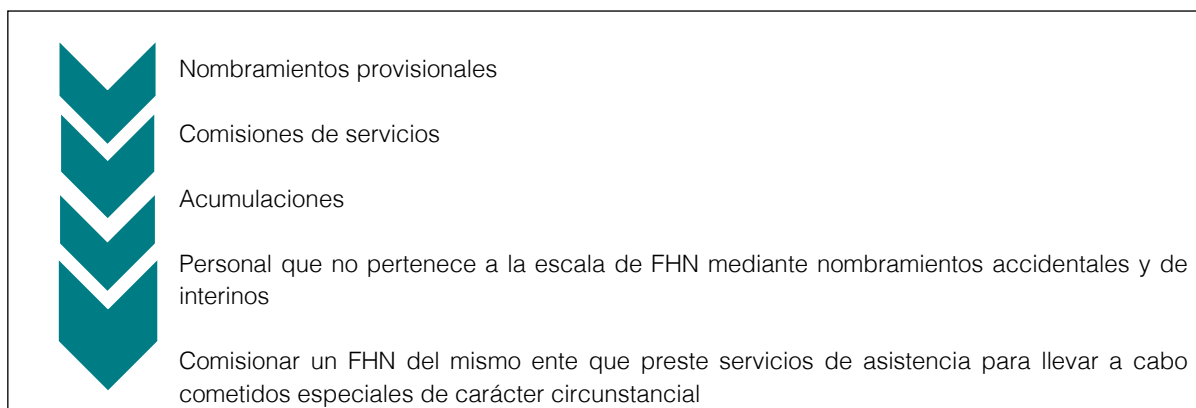 Nombramientos provisionales
Comisiones de servicios
Acumulaciones
Personal que no pertenece a la escala de FHN mediante nombramientos accidentales y de
interinos
Comisionar un FHN del mismo ente que preste servicios de asistencia para llevar a cabo
cometidos especiales de carácter circunstancial